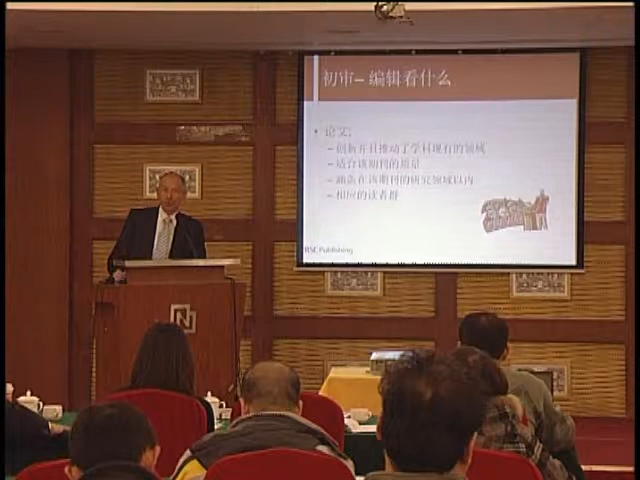 初审– 编辑看什么
• 论文:
– 创新并且推动了学科现有的领域
– 适合该期刊的质量
– 涵盖在该期刊的研究领域以内
– 相应的读者群
RSC Publishing